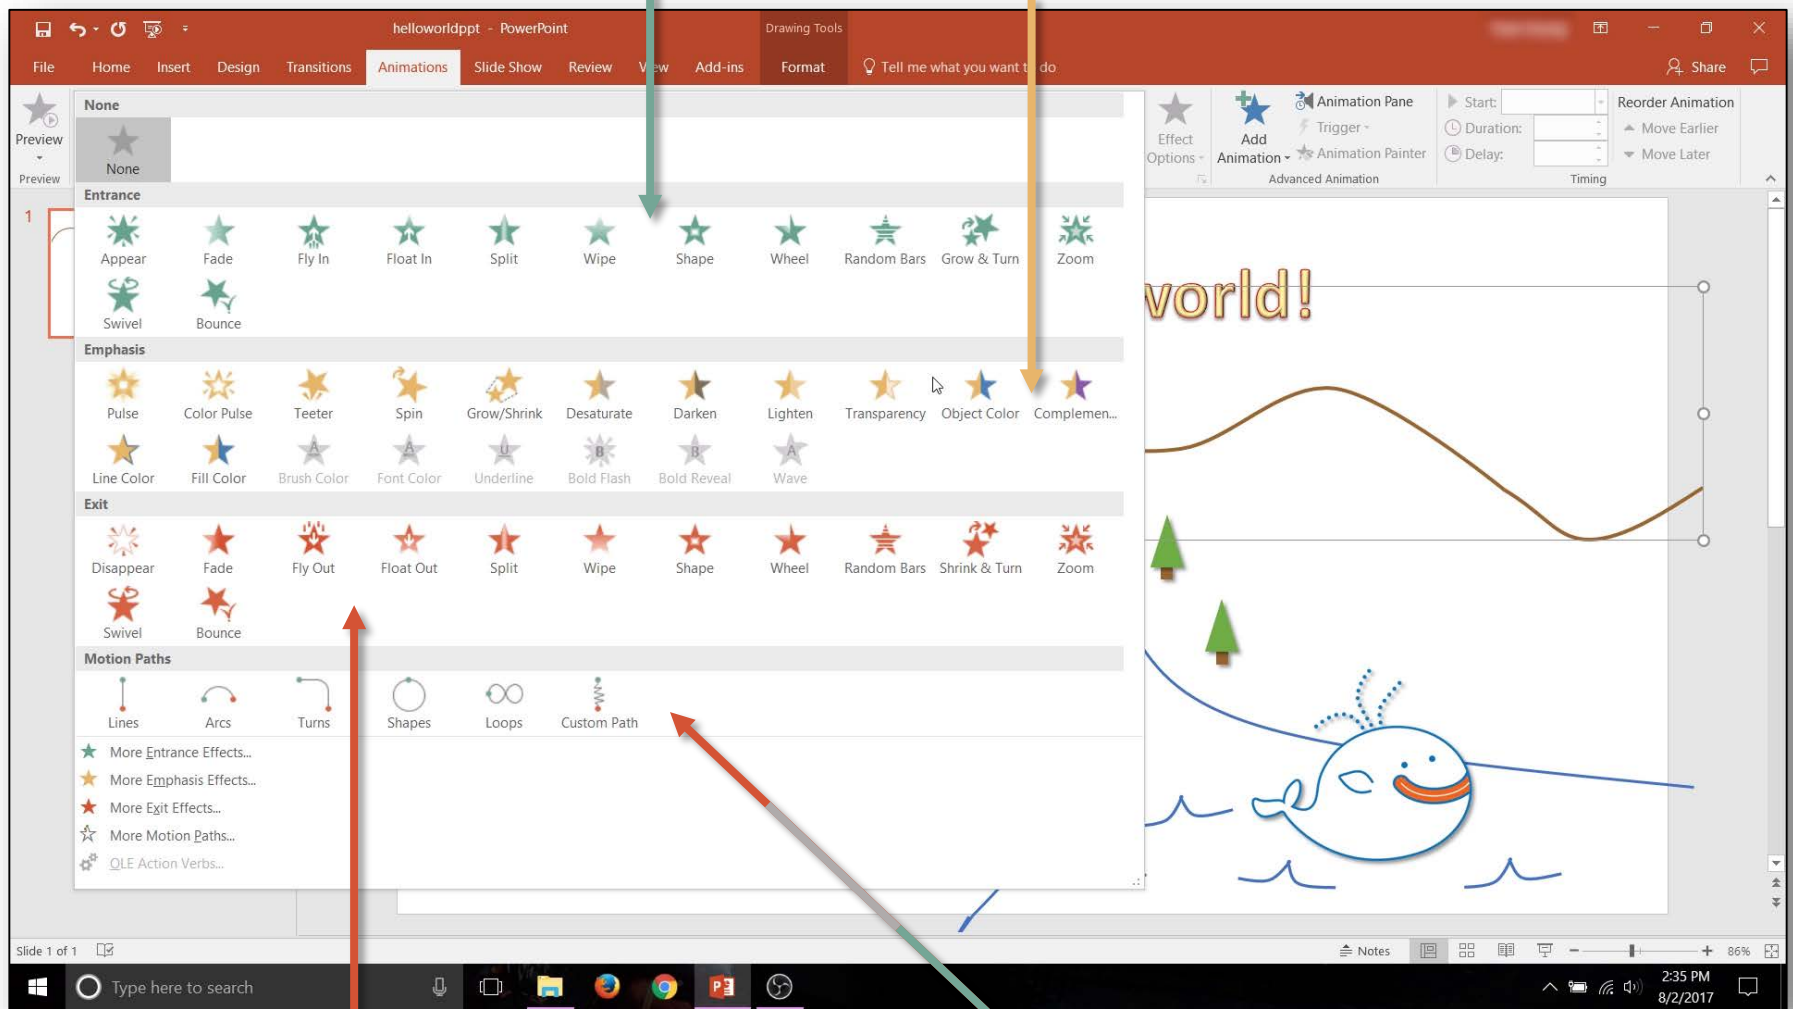 helloworldppt - PowerPoint
Drawing Tools
File Home Insert Design Transitions Animations Slide Show Review View Add-ins Format Tell me what you want to do Share
Preview
Preview
None
None
Effect Options
Add Animation
Animation Pane
Trigger
Animation Painter
Advanced Animation
Start:
Duration:
Delay:
Reorder Animation
Move Earlier
Move Later
Timing
Entrance
Appear Fade Fly In Float In Split Wipe Shape Wheel Random Bars Grow & Turn Zoom
Swivel Bounce
Emphasis
Pulse Color Pulse Teeter Spin Grow/Shrink Desaturate Darken Lighten Transparency Object Color Complemen...
Line Color Fill Color Brush Color Font Color Underline Bold Flash Bold Reveal Wave
Exit
Disappear Fade Fly Out Float Out Split Wipe Shape Wheel Random Bars Shrink & Turn Zoom
Swivel Bounce
Motion Paths
Lines Arcs Turns Shapes Loops Custom Path
More Entrance Effects...
More Emphasis Effects...
More Exit Effects...
More Motion Paths...
OLE Action Verbs...
1
world!
Slide 1 of 1
Notes
86%
Type here to search
2:35 PM
8/2/2017